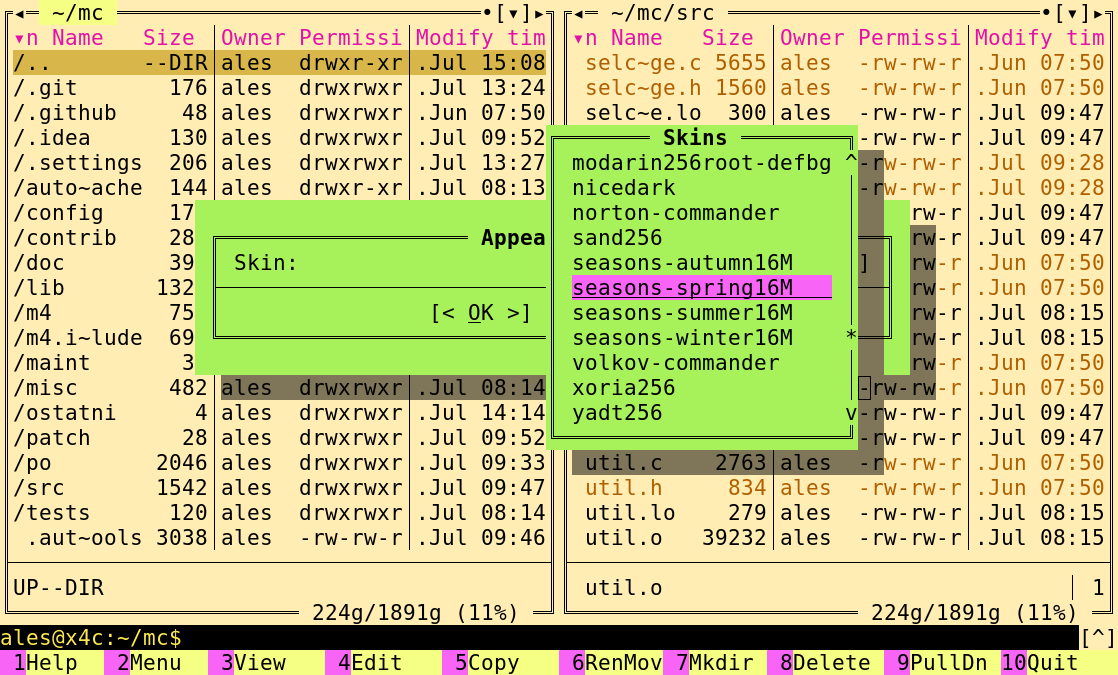 ~/mc •[▾]▸ ◂ ~/mc/src •[▾]▸
▾n Name Size Owner Permissi Modify tim ▾n Name Size Owner Permissi Modify tim
/.. --DIR ales drwxr-xr .Jul 15:08 selc~ge.c 5655 ales -rw-rw-r .Jun 07:50
/.git 176 ales drwxr-xr .Jul 13:24 selc~ge.h 1560 ales -rw-rw-r .Jun 07:50
/.github 48 ales drwxrwxr .Jun 07:50 selc~e.lo 300 ales -rw-rw-r .Jul 09:47
/.idea 130 ales drwxrwxr .Jul 09:52 Skins -rw-rw-r .Jul 09:47
/.settings 206 ales drwxrwxr .Jul 13:27 modarin256root-defbg ^ -rw-rw-r .Jul 09:28
/auto~ache 144 ales drwxr-xr .Jul 08:13 nicedark -rw-rw-r .Jul 09:28
/config 17 norton-commander rw-r .Jul 09:47
/contrib 28 Appea sand256 rw-r .Jul 09:47
/doc 39 Skin: seasons-autumn16M ] rw-r .Jun 07:50
/lib 132 seasons-spring16M rw-r .Jun 07:50
/m4 75 [< OK >] seasons-summer16M rw-r .Jul 08:15
/m4.i~lude 69 seasons-winter16M * rw-r .Jul 08:15
/maint 3 volkov-commander rw-r .Jun 07:50
/misc 482 ales drwxrwxr .Jul 08:14 xoria256 -rw-rw-r .Jun 07:50
/ostatni 4 ales drwxrwxr .Jul 14:14 yadt256 v -rw-rw-r .Jul 09:47
/patch 28 ales drwxrwxr .Jul 09:52 -rw-rw-r .Jul 09:47
/po 2046 ales drwxrwxr .Jul 09:33 util.c 2763 ales -rw-rw-r .Jun 07:50
/src 1542 ales drwxrwxr .Jul 09:47 util.h 834 ales -rw-rw-r .Jun 07:50
/tests 120 ales drwxrwxr .Jul 08:14 util.lo 279 ales -rw-rw-r .Jul 08:15
.aut~ools 3038 ales -rw-rw-r .Jul 09:46 util.o 39232 ales -rw-rw-r .Jul 08:15
UP--DIR util.o 1
224g/1891g (11%) 224g/1891g (11%)
ales@x4c:~/mc$ [^]
1Help 2Menu 3View 4Edit 5Copy 6RenMov 7Mkdir 8Delete 9PullDn 10Quit